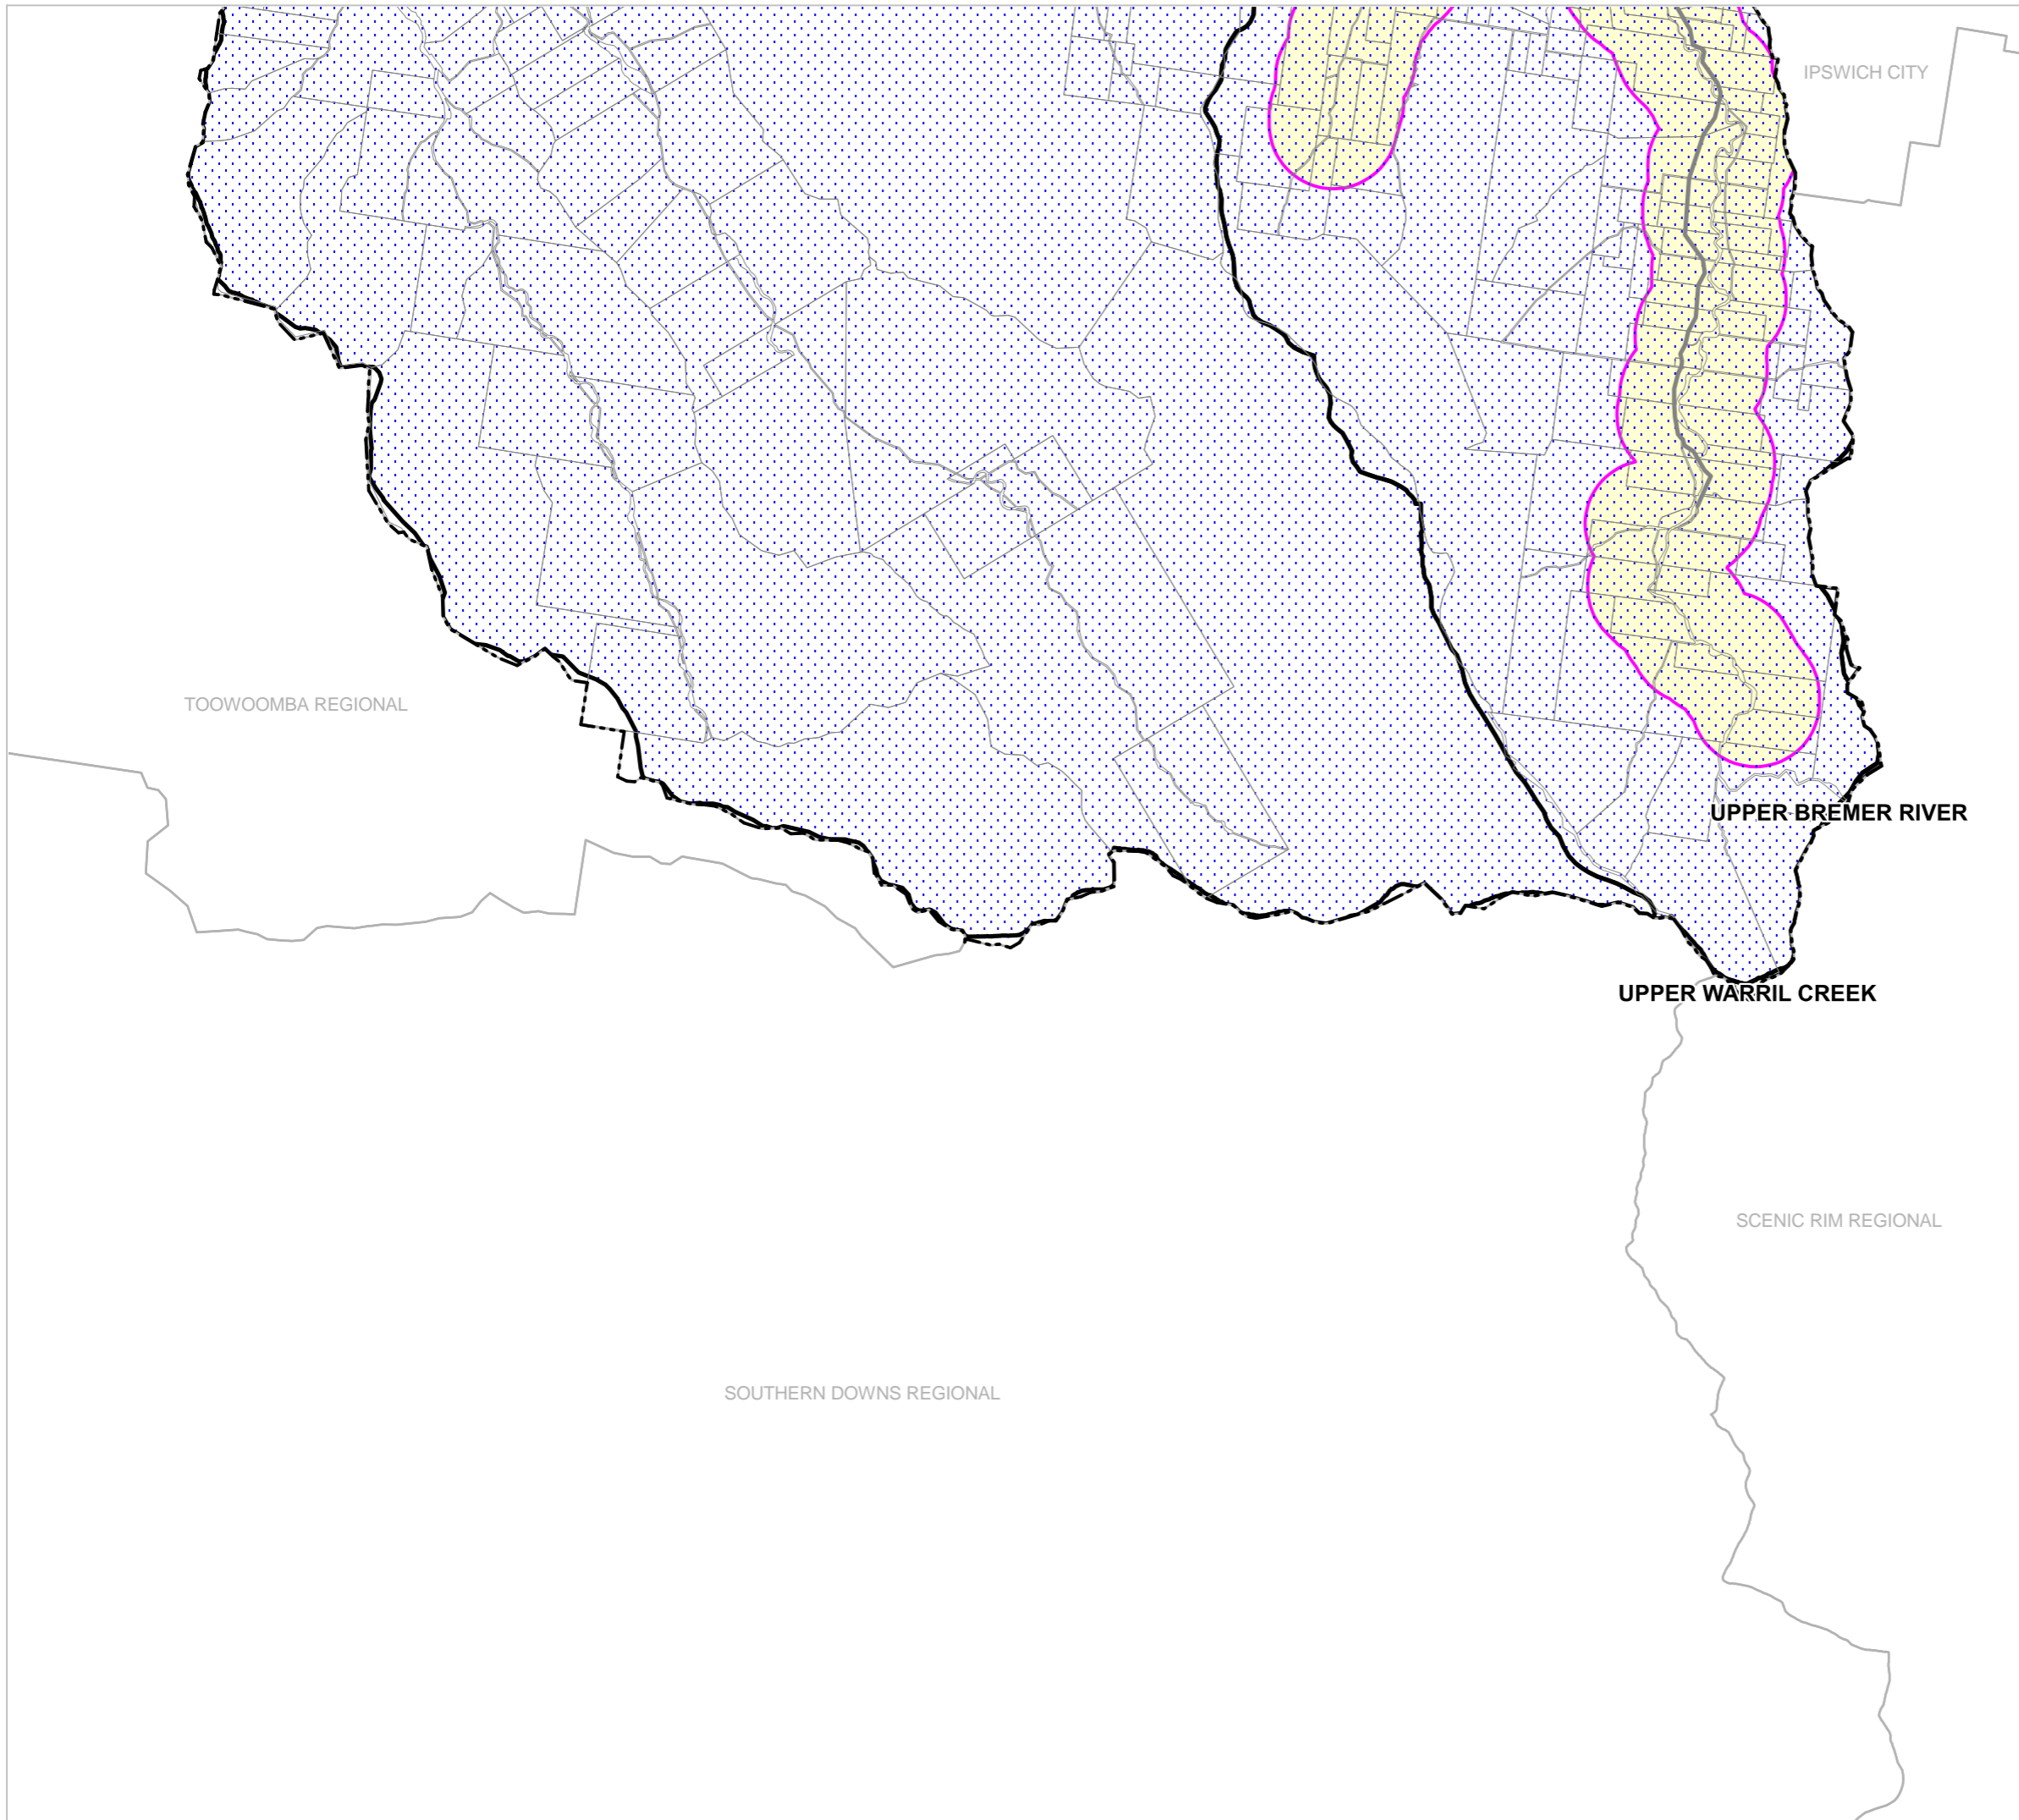 IPSWICH CITY
TOOWOOMBA REGIONAL
UPPER BREMER RIVER
UPPER WARRIL CREEK
SCENIC RIM REGIONAL
SOUTHERN DOWNS REGIONAL